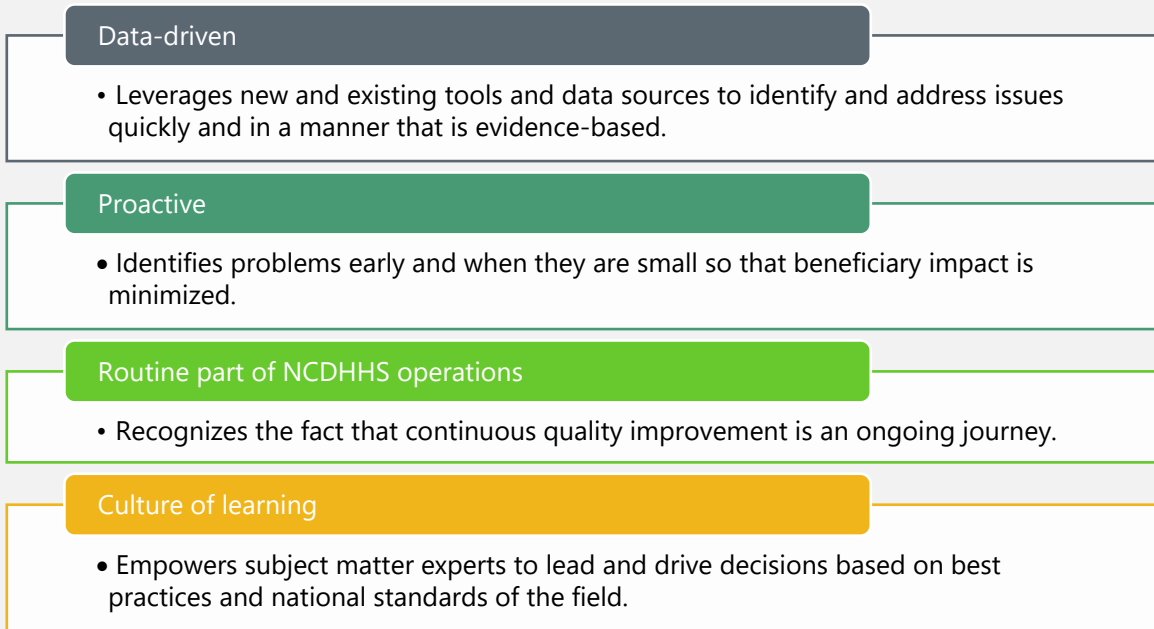 Data-driven
• Leverages new and existing tools and data sources to identify and address issues
quickly and in a manner that is evidence-based.
Proactive
• Identifies problems early and when they are small so that beneficiary impact is
minimized.
Routine part of NCDHHS operations
• Recognizes the fact that continuous quality improvement is an ongoing journey.
Culture of learning
• Empowers subject matter experts to lead and drive decisions based on best
practices and national standards of the field.